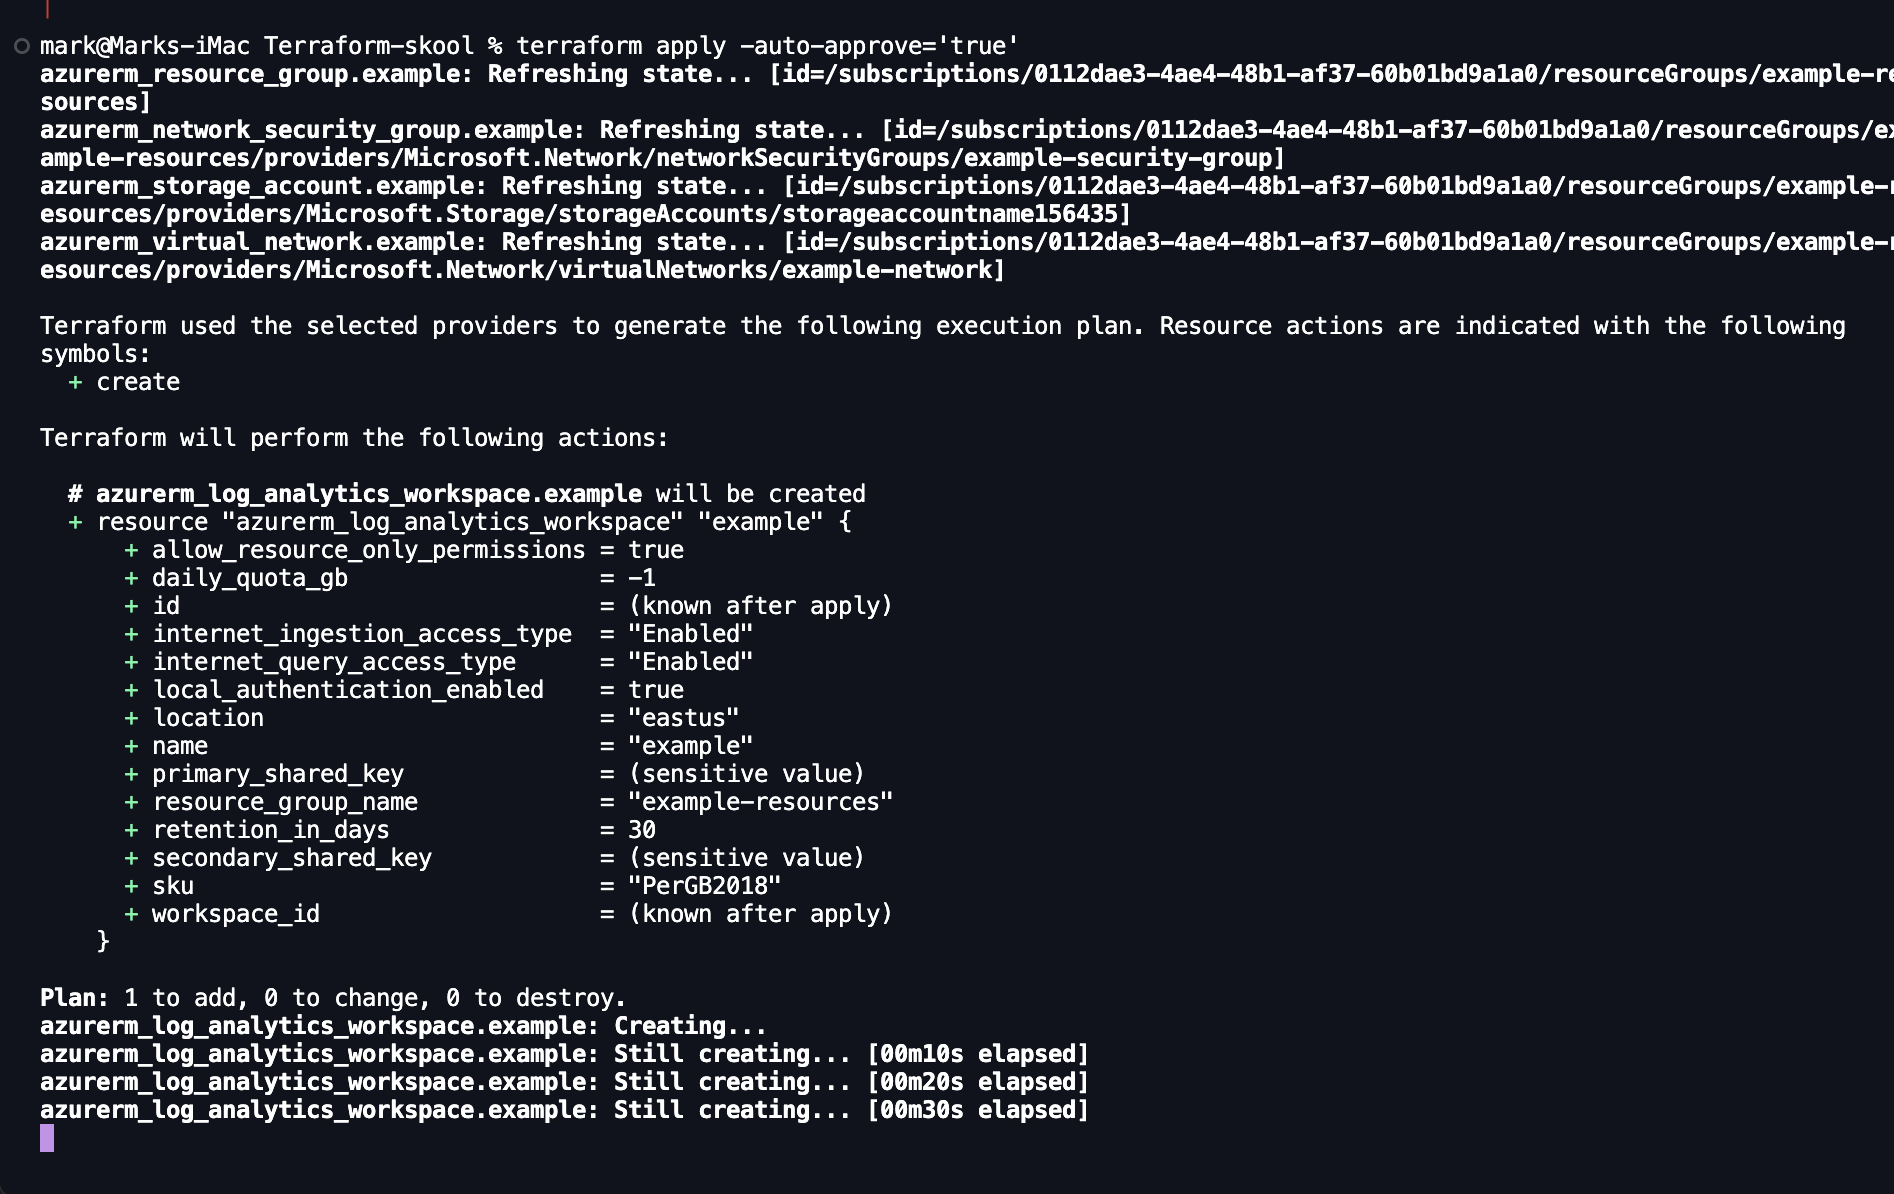 mark@Marks-iMac Terraform-skool % terraform apply -auto-approve='true'
azurerm_resource_group.example: Refreshing state... [id=/subscriptions/0112dae3-4ae4-48b1-af37-60b01bd9a1a0/resourceGroups/example-re
sources]
azurerm_network_security_group.example: Refreshing state... [id=/subscriptions/0112dae3-4ae4-48b1-af37-60b01bd9a1a0/resourceGroups/ex
ample-resources/providers/Microsoft.Network/networkSecurityGroups/example-security-group]
azurerm_storage_account.example: Refreshing state... [id=/subscriptions/0112dae3-4ae4-48b1-af37-60b01bd9a1a0/resourceGroups/example-r
esources/providers/Microsoft.Storage/storageAccounts/storageaccountname156435]
azurerm_virtual_network.example: Refreshing state... [id=/subscriptions/0112dae3-4ae4-48b1-af37-60b01bd9a1a0/resourceGroups/example-r
esources/providers/Microsoft.Network/virtualNetworks/example-network]
Terraform used the selected providers to generate the following execution plan. Resource actions are indicated with the following
symbols:
  + create
Terraform will perform the following actions:
  # azurerm_log_analytics_workspace.example will be created
  + resource "azurerm_log_analytics_workspace" "example" {
      + allow_resource_only_permissions = true
      + daily_quota_gb                  = -1
      + id                              = (known after apply)
      + internet_ingestion_access_type  = "Enabled"
      + internet_query_access_type      = "Enabled"
      + local_authentication_enabled    = true
      + location                        = "eastus"
      + name                            = "example"
      + primary_shared_key              = (sensitive value)
      + resource_group_name             = "example-resources"
      + retention_in_days               = 30
      + secondary_shared_key            = (sensitive value)
      + sku                             = "PerGB2018"
      + workspace_id                    = (known after apply)
    }
Plan: 1 to add, 0 to change, 0 to destroy.
azurerm_log_analytics_workspace.example: Creating...
azurerm_log_analytics_workspace.example: Still creating... [00m10s elapsed]
azurerm_log_analytics_workspace.example: Still creating... [00m20s elapsed]
azurerm_log_analytics_workspace.example: Still creating... [00m30s elapsed]